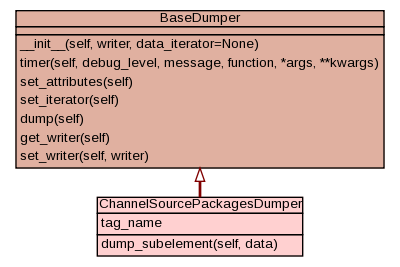 BaseDumper
__init__(self, writer, data_iterator=None)
timer(self, debug_level, message, function, *args, **kwargs)
set_attributes(self)
set_iterator(self)
dump(self)
get_writer(self)
set_writer(self, writer)
ChannelSourcePackagesDumper
tag_name
dump_subelement(self, data)